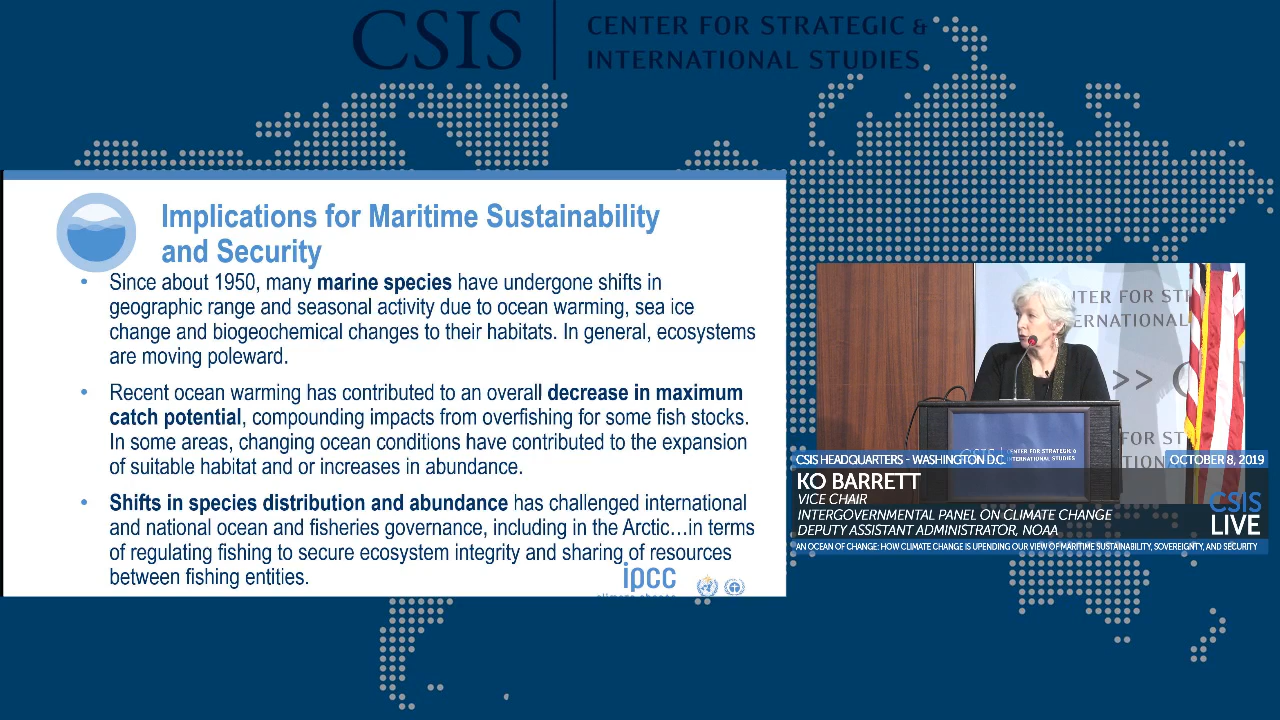 CSIS
CENTER FOR STRATEGIC &
INTERNATIONAL STUDIES
Implications for Maritime Sustainability
and Security
• Since about 1950, many marine species have undergone shifts in
geographic range and seasonal activity due to ocean warming, sea ice
change and biogeochemical changes to their habitats. In general, ecosystems
are moving poleward.
• Recent ocean warming has contributed to an overall decrease in maximum
catch potential, compounding impacts from overfishing for some fish stocks.
In some areas, changing ocean conditions have contributed to the expansion
of suitable habitat and or increases in abundance.
• Shifts in species distribution and abundance has challenged international
and national ocean and fisheries governance, including in the Arctic…in terms
of regulating fishing to secure ecosystem integrity and sharing of resources
between fishing entities.
ipcc
>>
CSIS
CENTER FOR STRATEGIC &
INTERNATIONAL STUDIES
CSIS HEADQUARTERS - WASHINGTON D.C.
OCTOBER 8, 2019
KO BARRETT
VICE CHAIR
INTERGOVERNMENTAL PANEL ON CLIMATE CHANGE
DEPUTY ASSISTANT ADMINISTRATOR, NOAA
CSIS
LIVE
AN OCEAN OF CHANGE: HOW CLIMATE CHANGE IS UPENDING OUR VIEW OF MARITIME SUSTAINABILITY, SOVEREIGNTY, AND SECURITY